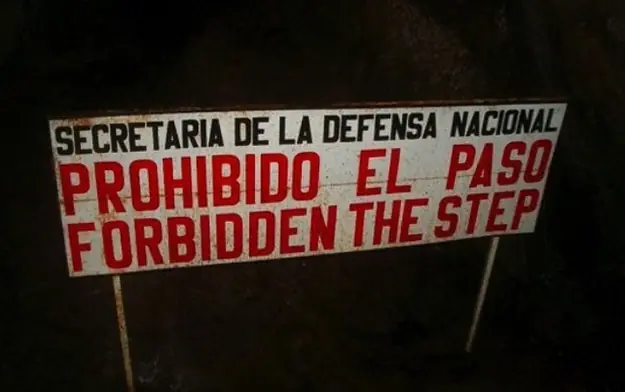 SECRETARIA DE LA DEFENSA NACIONAL
PROHIBIDO EL PASO
FORBIDDEN THE STEP